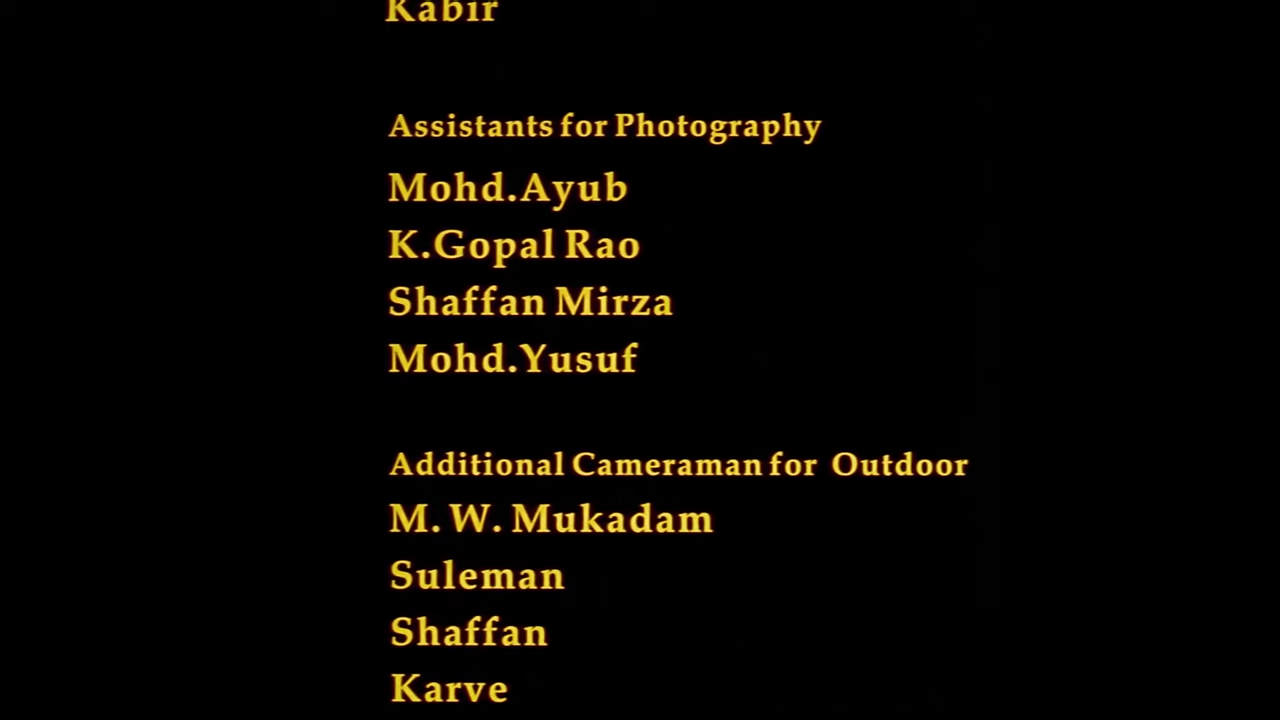 Kabir
Assistants for Photography
Mohd.Ayub
K.Gopal Rao
Shaffan Mirza
Mohd.Yusuf
Additional Cameraman for Outdoor
M. W. Mukadam
Suleman
Shaffan
Karve